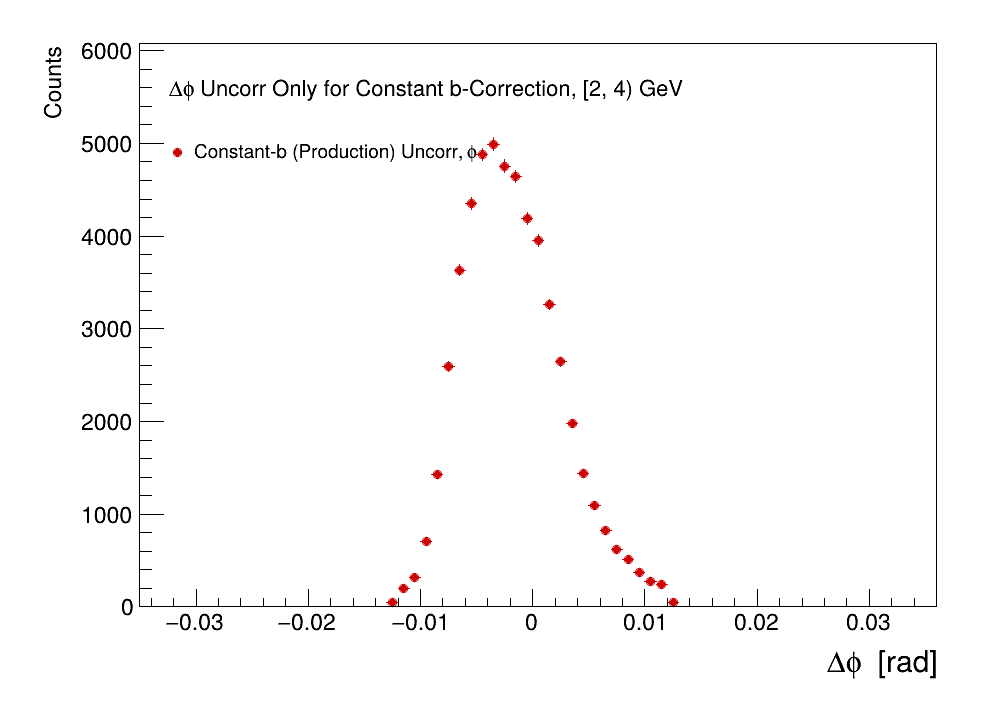 6000
Counts
Δϕ Uncorr Only for Constant b-Correction, [2, 4) GeV
5000
Constant-b (Production) Uncorr, ϕ
4000
3000
2000
1000
0
−0.03 −0.02 −0.01 0 0.01 0.02 0.03
Δϕ [rad]